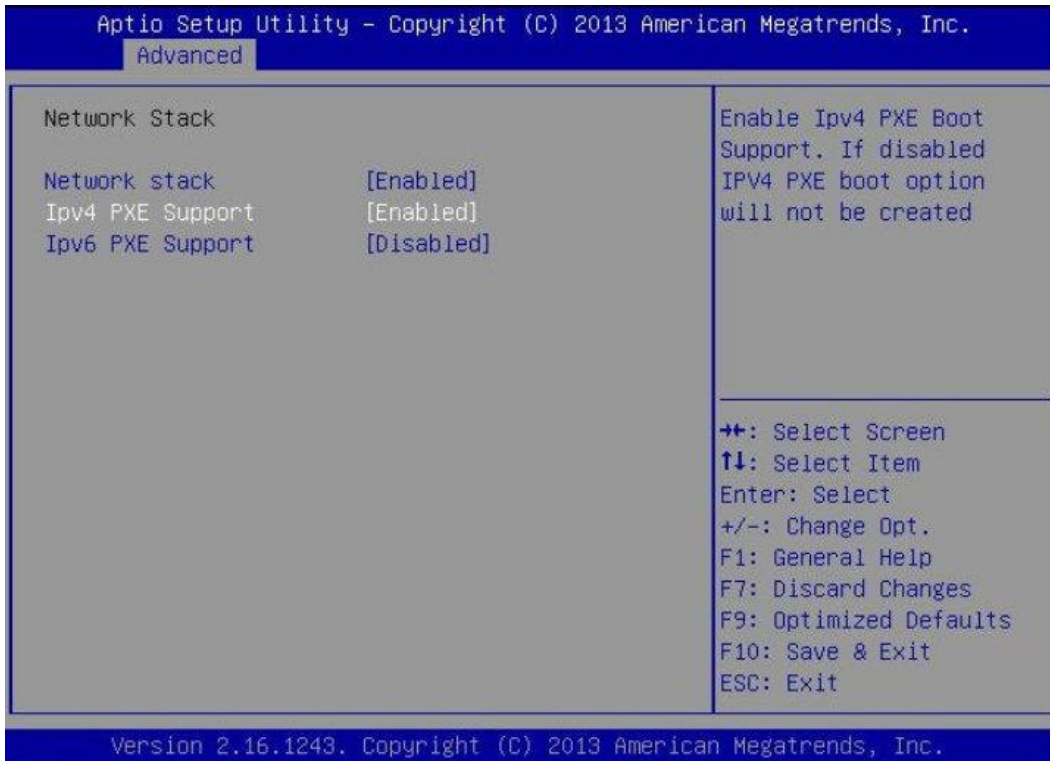 Aptio Setup Utility – Copyright (C) 2013 American Megatrends, Inc.
Advanced
Network Stack
Network stack [Enabled]
Ipv4 PXE Support [Enabled]
Ipv6 PXE Support [Disabled]
Enable Ipv4 PXE Boot
Support. If disabled
IPV4 PXE boot option
will not be created
→←: Select Screen
↑↓: Select Item
Enter: Select
+/-: Change Opt.
F1: General Help
F7: Discard Changes
F9: Optimized Defaults
F10: Save & Exit
ESC: Exit
Version 2.16.1243. Copyright (C) 2013 American Megatrends, Inc.